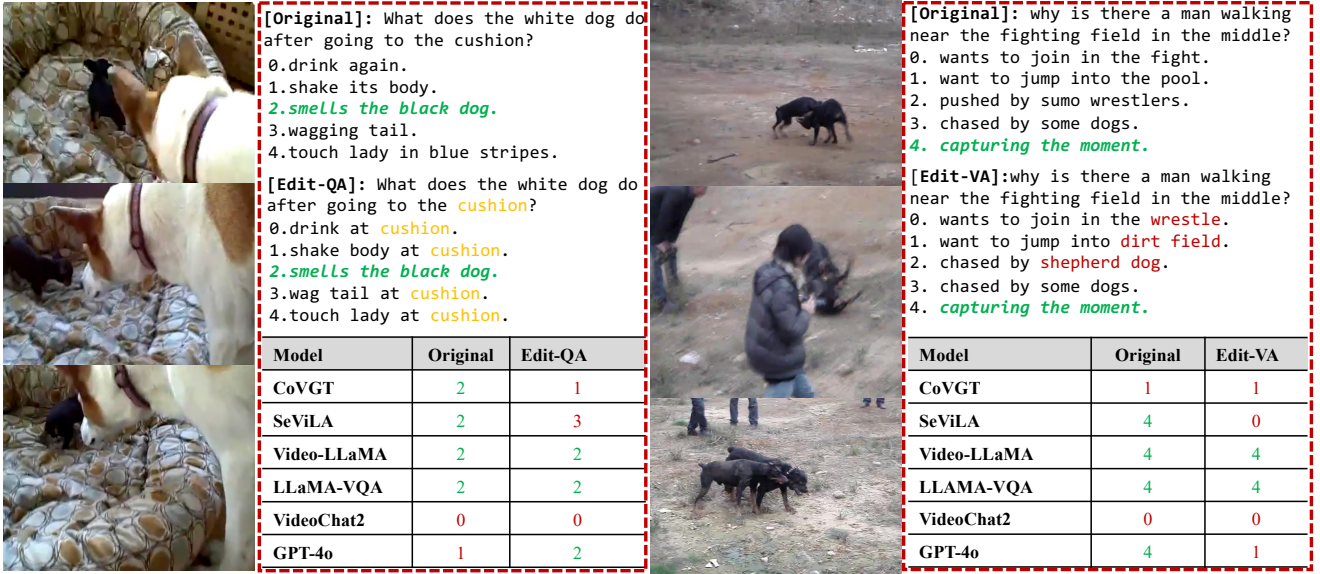 [Original]: What does the white dog do
after going to the cushion?
0.drink again.
1.shake its body.
2.smells the black dog.
3.wagging tail.
4.touch lady in blue stripes.
[Edit-QA]: What does the white dog do
after going to the cushion?
0.drink at cushion.
1.shake body at cushion.
2.smells the black dog.
3.wag tail at cushion.
4.touch lady at cushion.
Model Original Edit-QA
CoVGT 2 1
SeViLA 2 3
Video-LLaMA 2 2
LLaMA-VQA 2 2
VideoChat2 0 0
GPT-4o 1 2
[Original]: why is there a man walking
near the fighting field in the middle?
0. wants to join in the fight.
1. want to jump into the pool.
2. pushed by sumo wrestlers.
3. chased by some dogs.
4. capturing the moment.
[Edit-VA]:why is there a man walking
near the fighting field in the middle?
0. wants to join in the wrestle.
1. want to jump into dirt field.
2. chased by shepherd dog.
3. chased by some dogs.
4. capturing the moment.
Model Original Edit-VA
CoVGT 1 1
SeViLA 4 0
Video-LLaMA 4 4
LLAMA-VQA 4 4
VideoChat2 0 0
GPT-4o 4 1